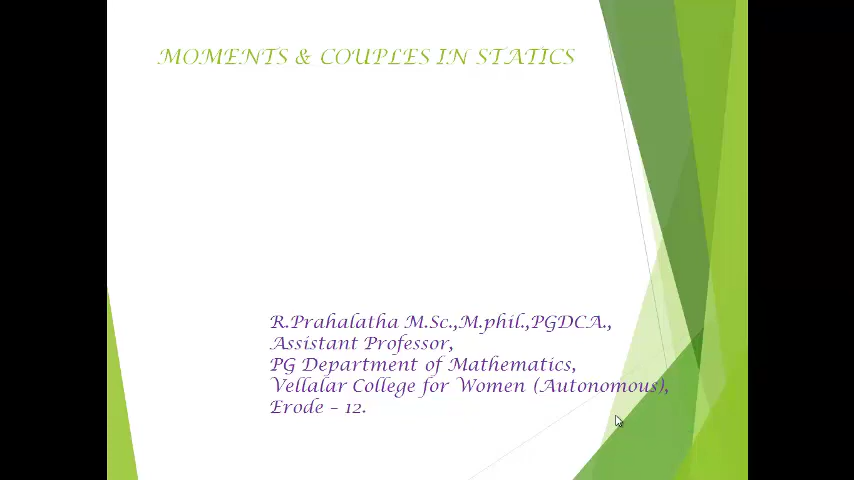 MOMENTS & COUPLES IN STATICS
R.Prahalatha M.Sc.,M.phil.,PGDCA.,
Assistant Professor,
PG Department of Mathematics,
Vellalar College for Women (Autonomous),
Erode – 12.